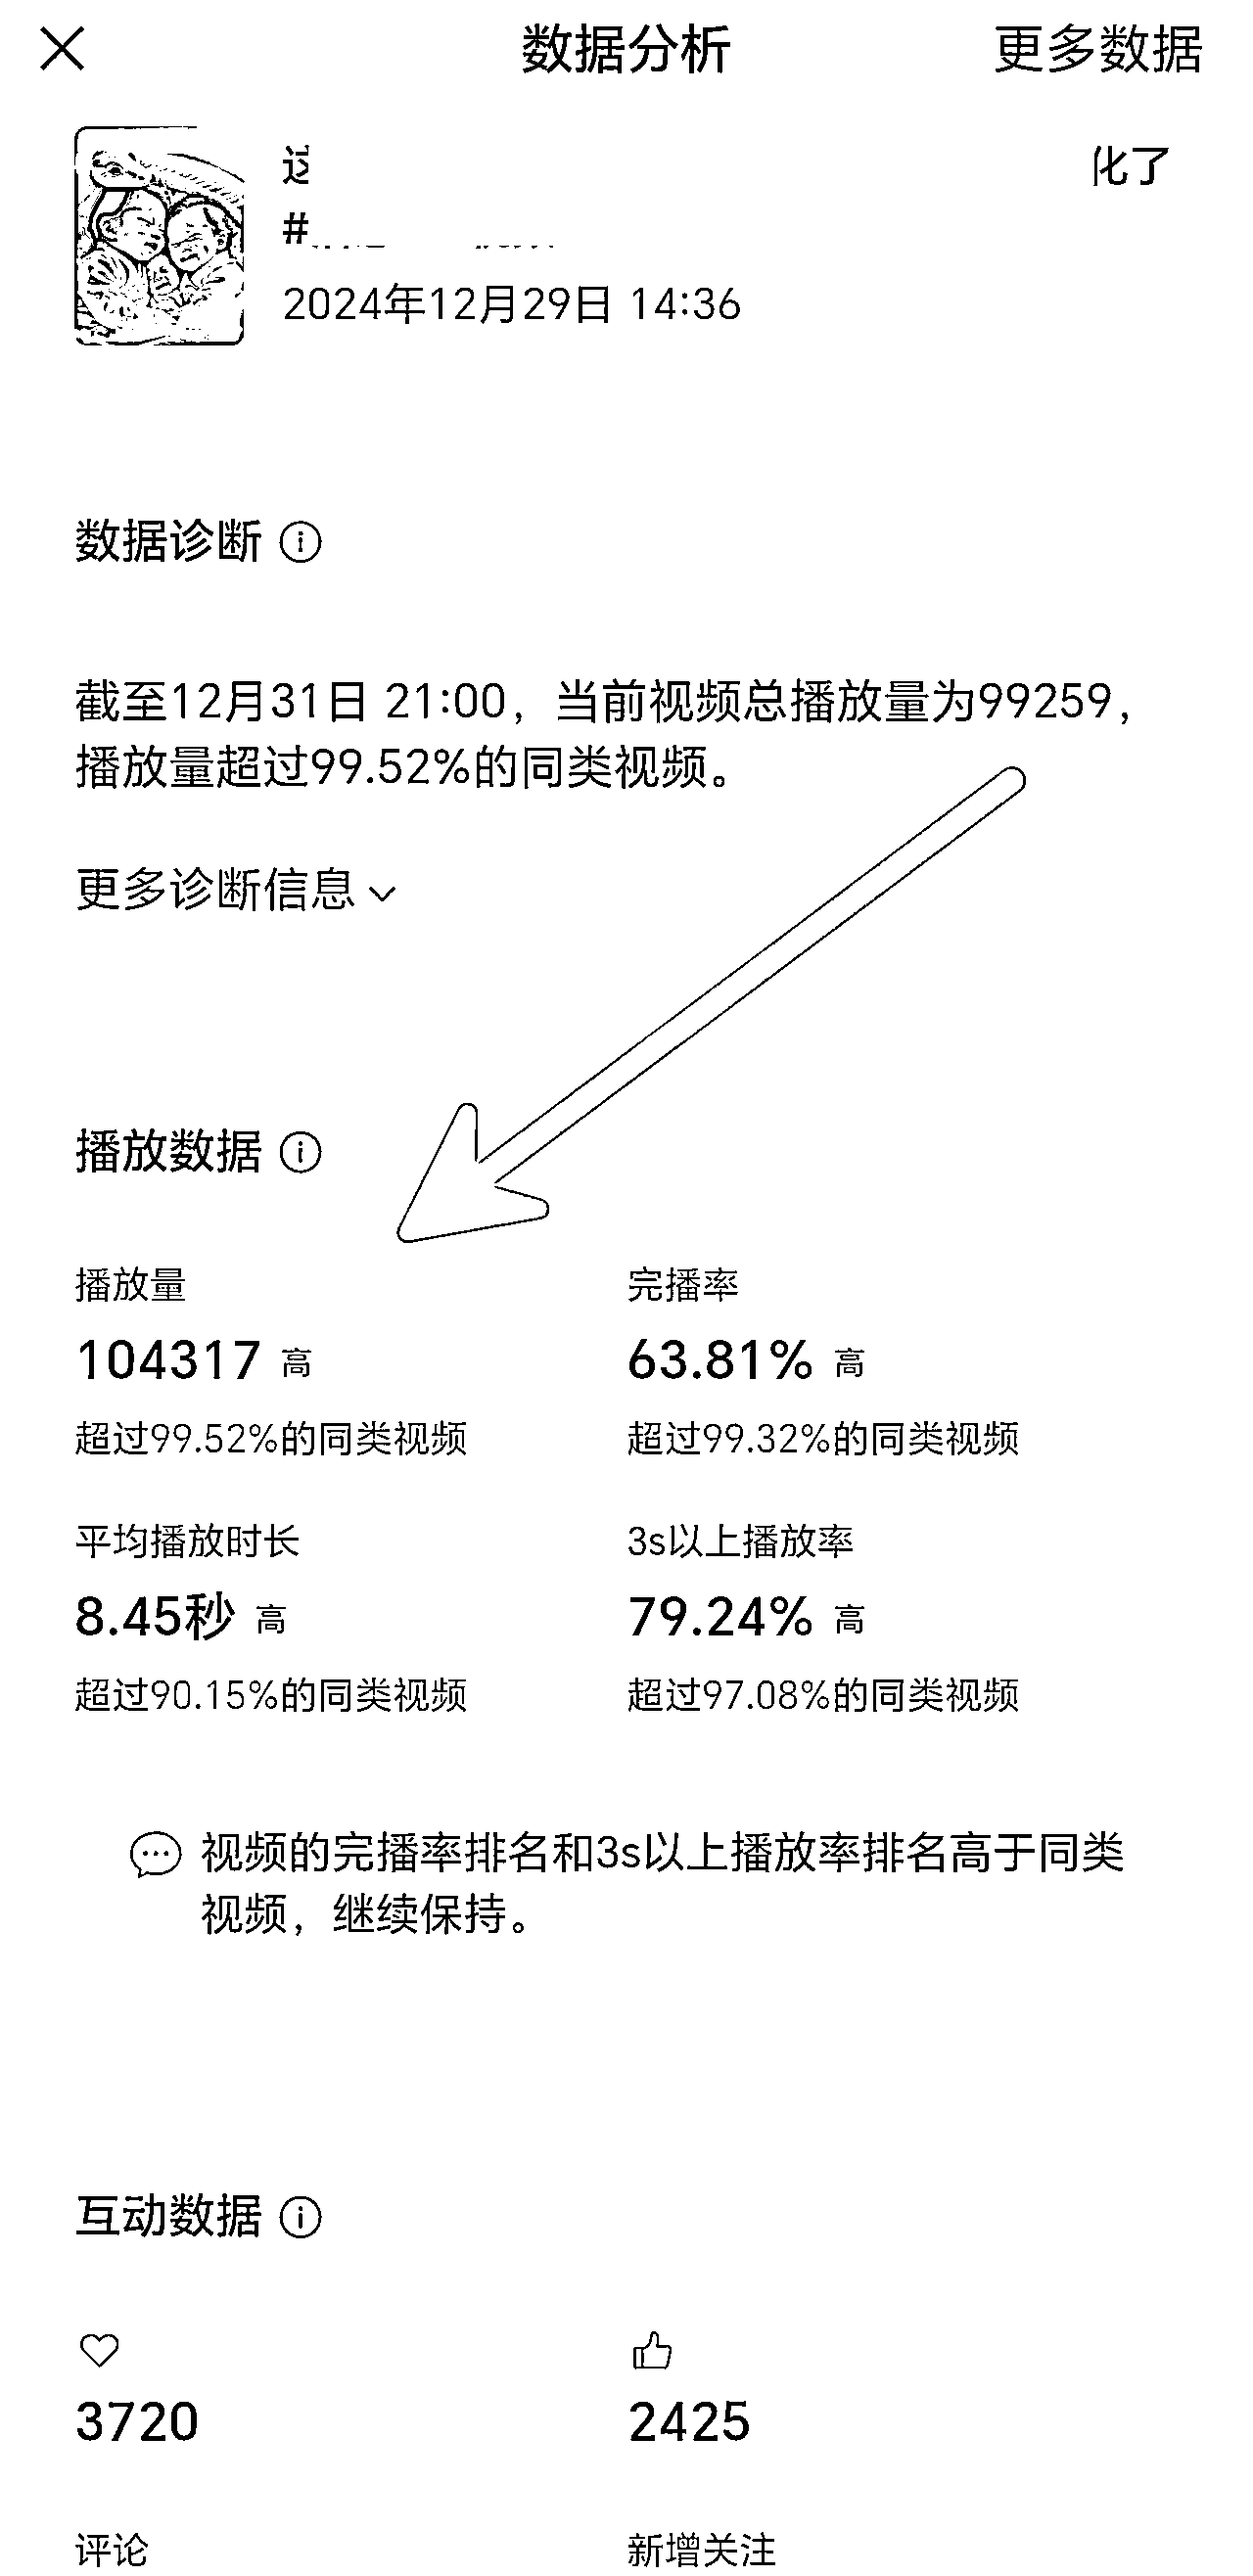 数据分析
更多数据
这
化了
#
2024年12月29日 14:36
数据诊断
截至12月31日 21:00，当前视频总播放量为99259，
播放量超过99.52%的同类视频。
更多诊断信息
播放数据
播放量
完播率
104317 高
63.81% 高
超过99.52%的同类视频
超过99.32%的同类视频
平均播放时长
3s以上播放率
8.45秒 高
79.24% 高
超过90.15%的同类视频
超过97.08%的同类视频
视频的完播率排名和3s以上播放率排名高于同类
视频，继续保持。
互动数据
3720
2425
评论
新增关注